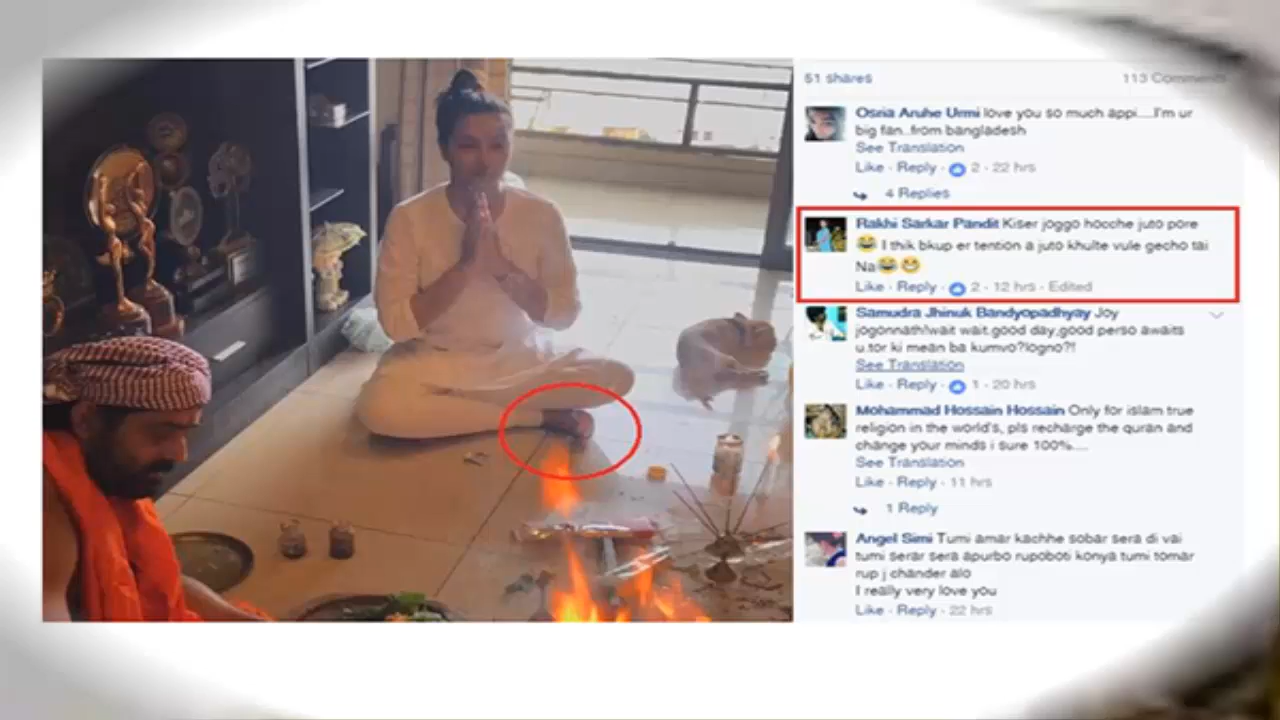 51 shares
113 Comments
Osria Aruhe Urmi love you so much appi....I'm ur
big fan..from bangladesh
See Translation
Like · Reply · 2 · 22 hrs
4 Replies
Rakhi Sarkar Pandit Kiser joggo hocche juto pore
😂 I thik bkup er tention a juto khulte vule gecho tai
Na😂😁
Like · Reply · 2 · 12 hrs · Edited
Samudra Jhinuk Bandyopadhyay Joy
jogonnath!wait wait.good day,good perso awaits
u.tor ki mean ba kumvo?logno?!
See Translation
Like · Reply · 1 · 20 hrs
Mohammad Hossain Hossain Only for islam true
religion in the world's, pls recharge the quran and
change your minds i sure 100%....
See Translation
Like · Reply · 11 hrs
1 Reply
Angel Simi Tumi amar kachhe sobar sera di vai
tumi serar sera apurbo rupoboti konya tumi tomar
rup j chander alo
I really very love you
Like · Reply · 22 hrs